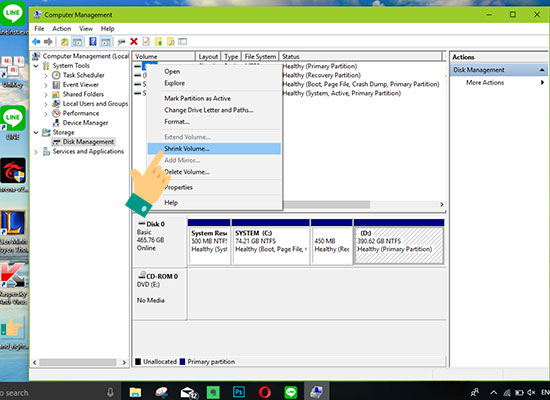 LINE
Computer Management
File Action View Help
Computer Management (Local
System Tools
Task Scheduler
Event Viewer
Shared Folders
Local Users and Groups
Performance
Device Manager
Storage
Disk Management
Services and Applications
Volume Layout Type File System Status
Healthy (Primary Partition)
Healthy (Recovery Partition)
Healthy (Boot, Page File, Crash Dump, Primary Partition)
Healthy (System, Active, Primary Partition)
Open
Explore
Mark Partition as Active
Change Drive Letter and Paths...
Format...
Extend Volume...
Shrink Volume...
Add Mirror...
Delete Volume...
Properties
Help
Actions
Disk Management
More Actions
UniKey
LINE
Disk 0
Basic
465.76 GB
Online
System Res
500 MB NTFS
Healthy (Syst
SYSTEM (C:)
74.21 GB NTFS
Healthy (Boot, Page File,
450 MB
Healthy (Rec
(D:)
390.62 GB NTFS
Healthy (Primary Partition)
CD-ROM 0
DVD (E:)
No Media
Unallocated Primary partition
Kaspersky
search